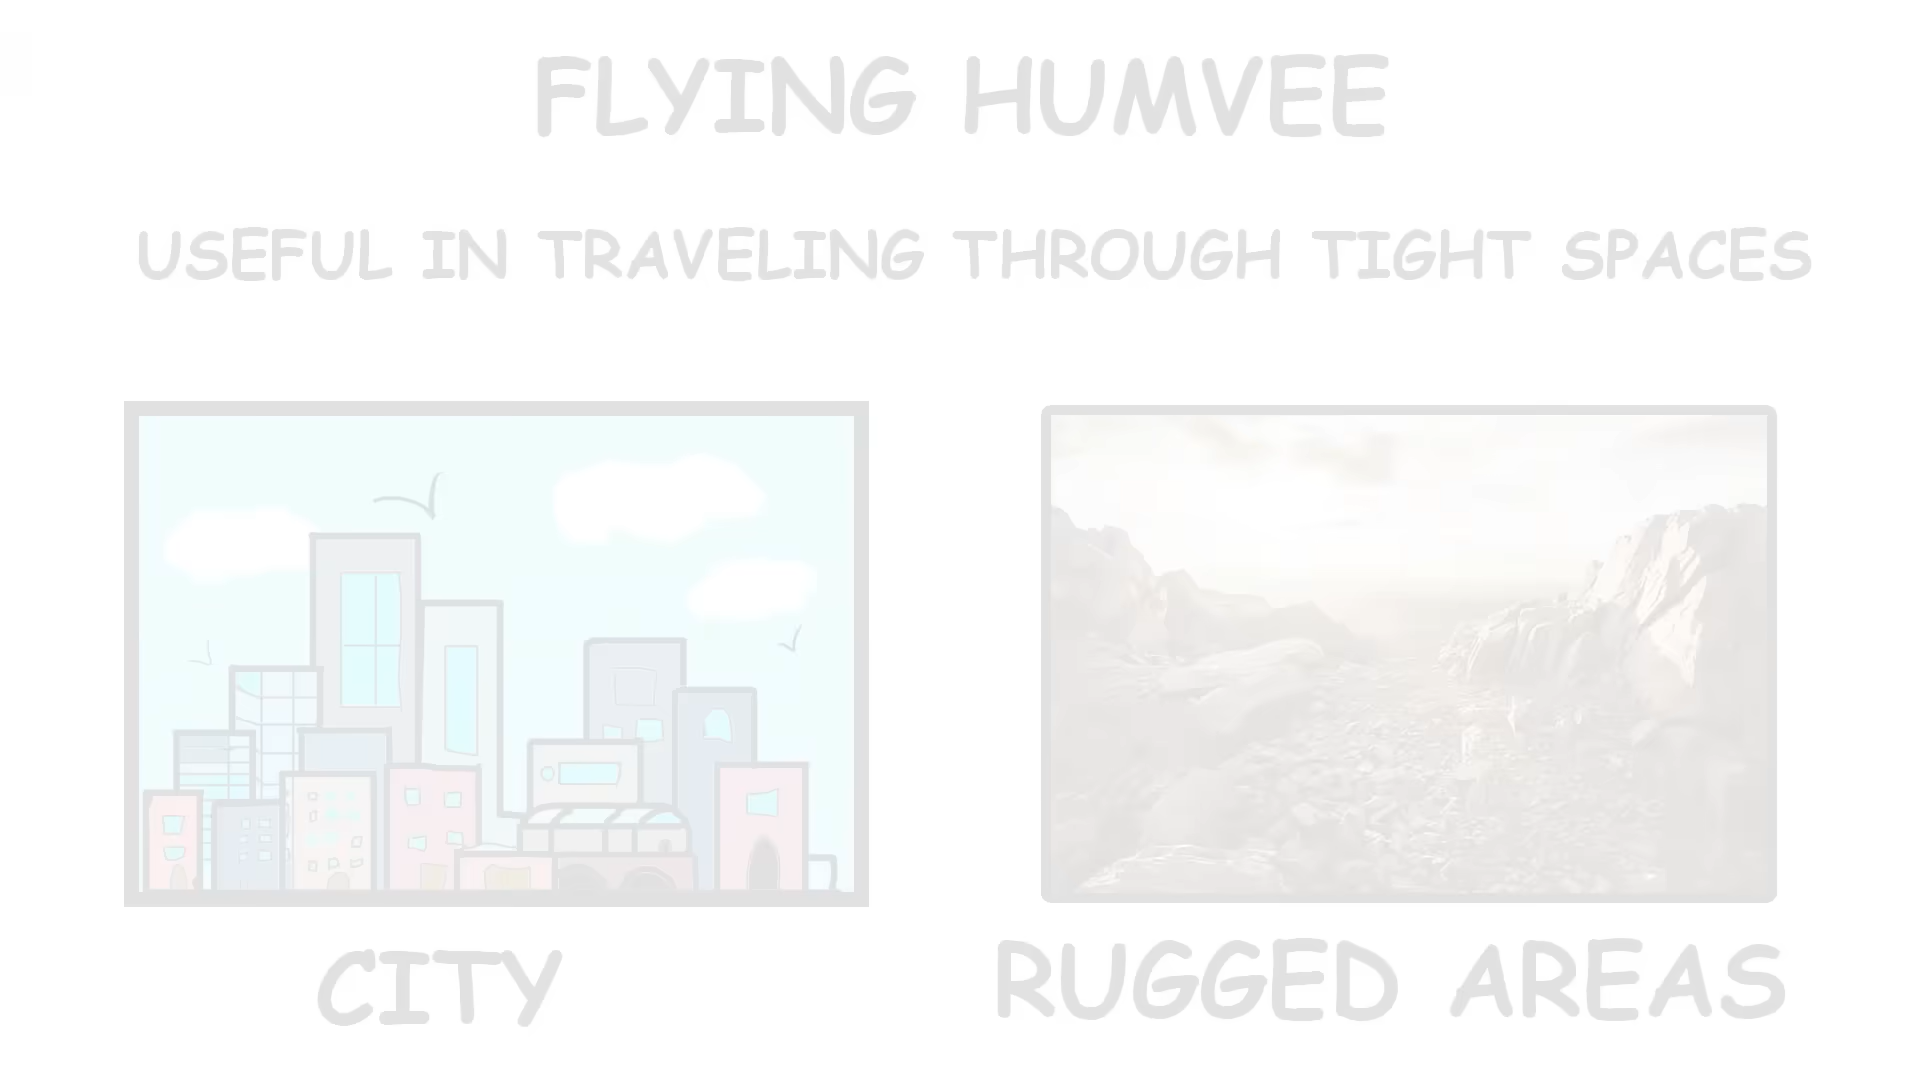 FLYING HUMVEE
USEFUL IN TRAVELING THROUGH TIGHT SPACES
CITY
RUGGED AREAS